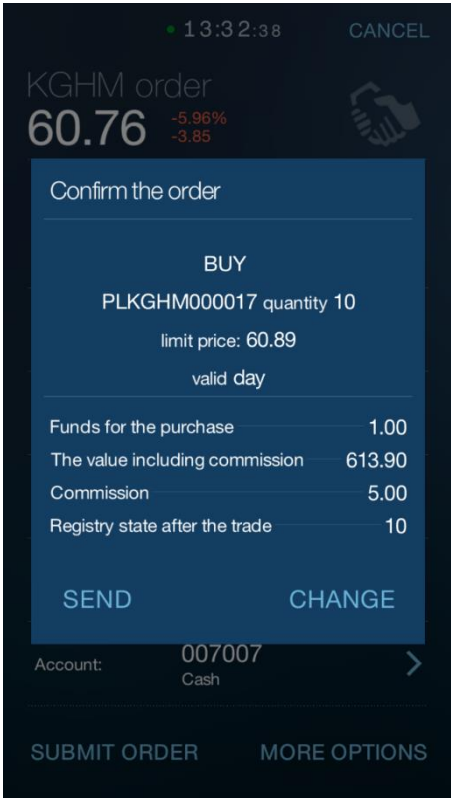 13:32:38 CANCEL
KGHM order
60.76 -5.96%
-3.85
Confirm the order
BUY
PLKGHM000017 quantity 10
limit price: 60.89
valid day
Funds for the purchase 1.00
The value including commission 613.90
Commission 5.00
Registry state after the trade 10
SEND CHANGE
Account: 007007
Cash
SUBMIT ORDER MORE OPTIONS